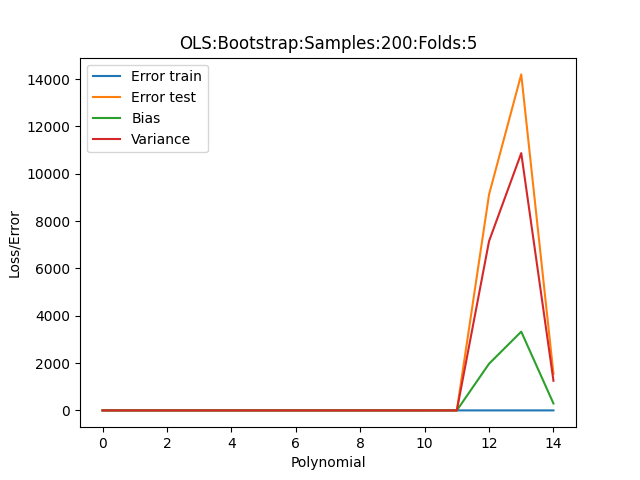 OLS:Bootstrap:Samples:200:Folds:5
Error train
Error test
Bias
Variance
Loss/Error
14000
12000
10000
8000
6000
4000
2000
0
0 2 4 6 8 10 12 14
Polynomial